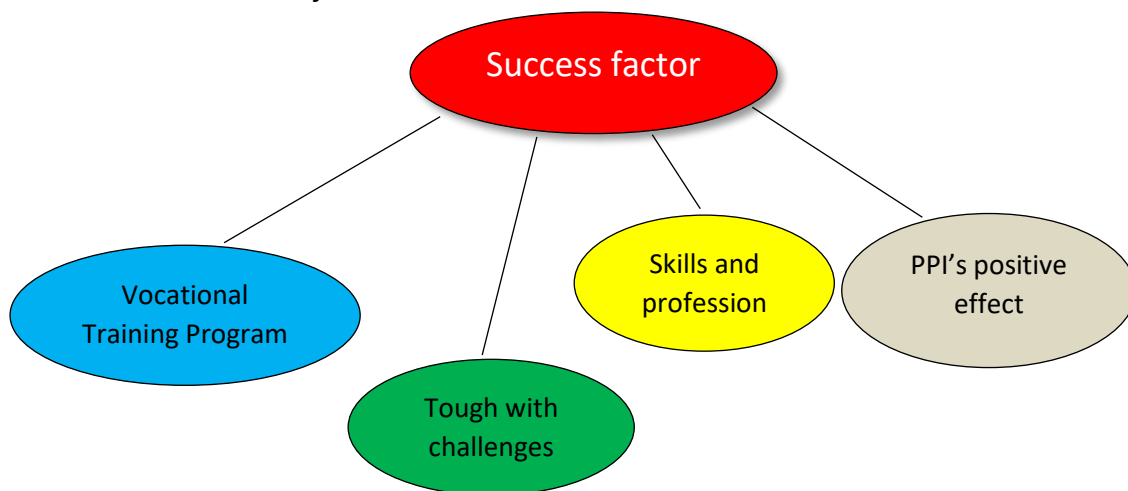 Success factor
Skills and
profession
PPI’s positive
effect
Vocational
Training Program
Tough with
challenges